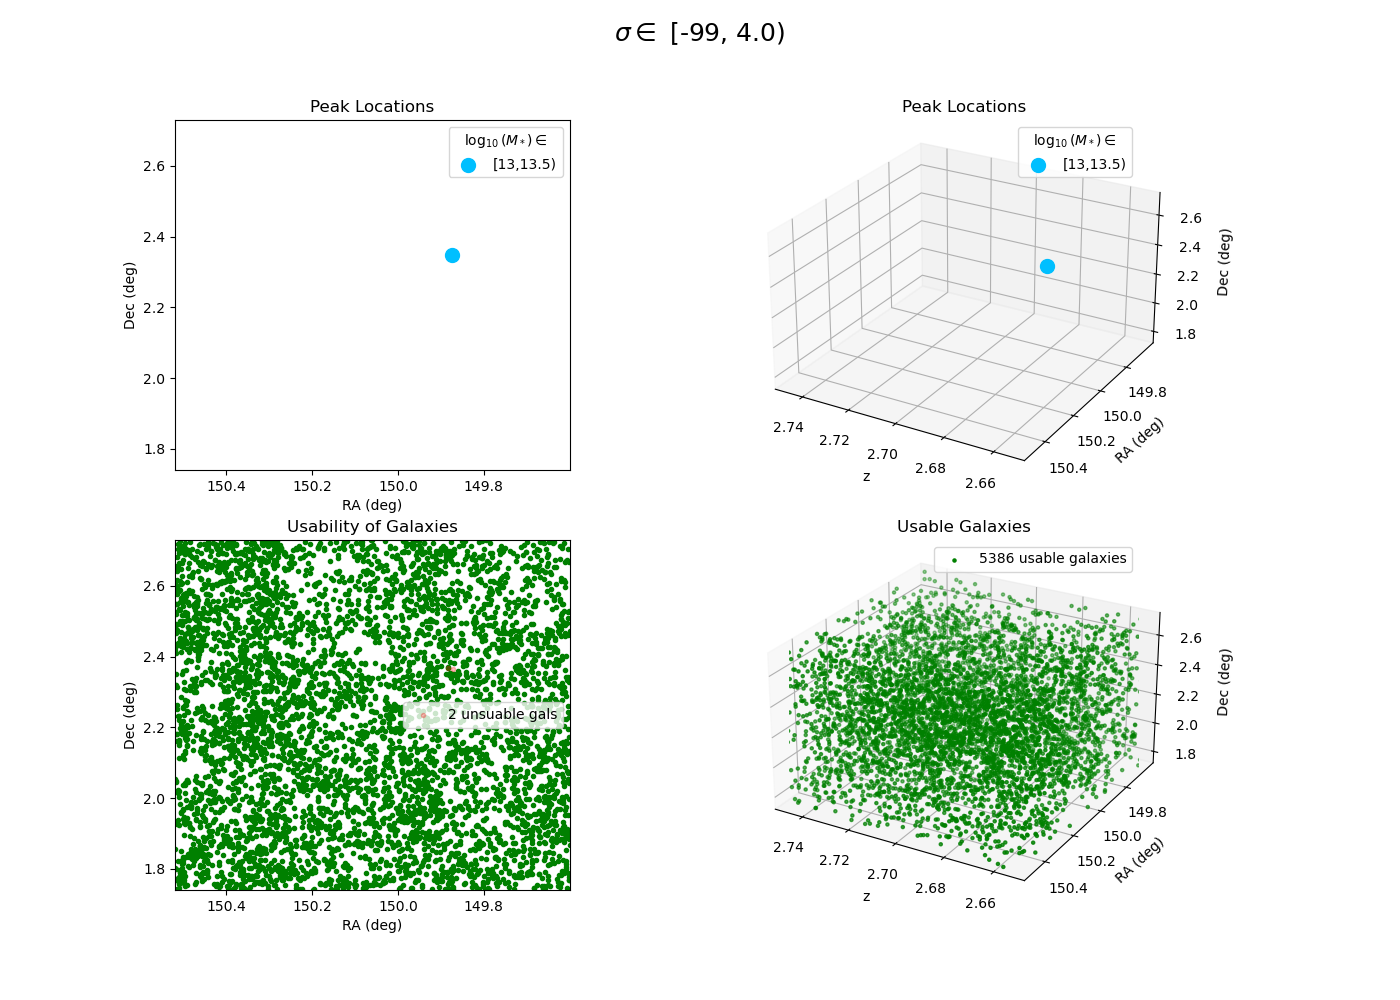 σ ∈ [-99, 4.0)
Peak Locations
log₁₀(M*) ∈
[13,13.5)
2.6
2.4
2.2
2.0
1.8
Dec (deg)
150.4 150.2 150.0 149.8
RA (deg)
Peak Locations
log₁₀(M*) ∈
[13,13.5)
2.6
2.4
2.2
2.0
1.8
Dec (deg)
149.8
150.0
150.2
150.4
RA (deg)
2.74
2.72
2.70
2.68
2.66
z
Usability of Galaxies
2.6
2.4
2.2
2.0
1.8
Dec (deg)
2 unsuable gals
150.4 150.2 150.0 149.8
RA (deg)
Usable Galaxies
5386 usable galaxies
2.6
2.4
2.2
2.0
1.8
Dec (deg)
149.8
150.0
150.2
150.4
RA (deg)
2.74
2.72
2.70
2.68
2.66
z